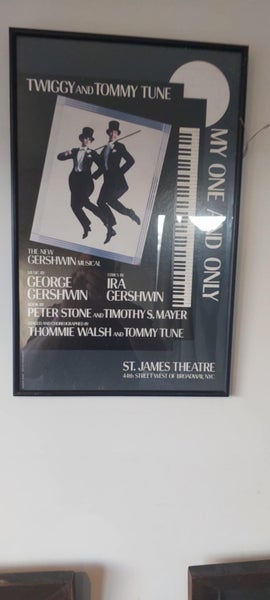 TWIGGY AND TOMMY TUNE
MY ONE AND ONLY
THE NEW
GERSHWIN MUSICAL
MUSIC BY
GEORGE
GERSHWIN
LYRICS BY
IRA
GERSHWIN
BOOK BY
PETER STONE AND TIMOTHY S. MAYER
STAGED AND CHOREOGRAPHED BY
THOMMIE WALSH AND TOMMY TUNE
ST. JAMES THEATRE
44th STREET WEST OF BROADWAY, NYC